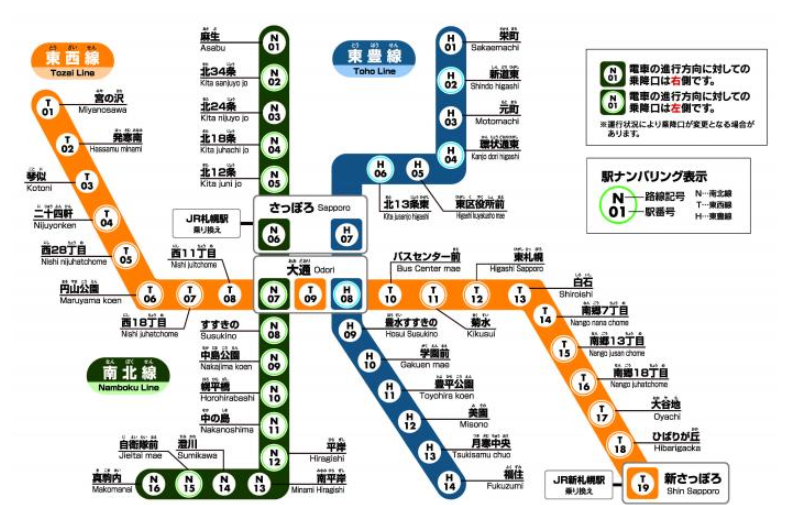 東西線
Tozai Line
T
01
宮の沢
Miyanosawa
T
02
発寒南
Hassamu minami
T
03
琴似
Kotoni
T
04
二十四軒
Nijuyonken
T
05
西28丁目
Nishi nijuhatchome
T
06
円山公園
Maruyama koen
T
07
西18丁目
Nishi juhatchome
T
08
西11丁目
Nishi juitchome
大通 Odori
N
07
T
09
H
08
T
10
バスセンター前
Bus Center mae
T
11
菊水
Kikusui
T
12
東札幌
Higashi Sapporo
T
13
白石
Shiroishi
T
14
南郷7丁目
Nango nana chome
T
15
南郷13丁目
Nango jusan chome
T
16
南郷18丁目
Nango juhatchome
T
17
大谷地
Oyachi
T
18
ひばりが丘
Hibarigaoka
JR新札幌駅
乗り換え
T
19
新さっぽろ
Shin Sapporo
南北線
Namboku Line
麻生
Asabu
N
01
北34条
Kita sanjuyo jo
N
02
北24条
Kita nijuyo jo
N
03
北18条
Kita juhachi jo
N
04
北12条
Kita juni jo
N
05
JR札幌駅
乗り換え
さっぽろ Sapporo
N
06
H
07
すすきの
Susukino
N
08
中島公園
Nakajima koen
N
09
幌平橋
Horohirabashi
N
10
中の島
Nakanoshima
N
11
平岸
Hiragishi
N
12
南平岸
Minami Hiragishi
N
13
澄川
Sumikawa
N
14
自衛隊前
Jieitai mae
N
15
真駒内
Makomanai
N
16
東豊線
Toho Line
H
01
栄町
Sakaemachi
H
02
新道東
Shindo higashi
H
03
元町
Motomachi
H
04
環状通東
Kanjo dori higashi
H
05
東区役所前
Higashi kuyakusho mae
H
06
北13条東
Kita jusanjo higashi
H
09
豊水すすきの
Hosui Susukino
H
10
学園前
Gakuen mae
H
11
豊平公園
Toyohira koen
H
12
美園
Misono
H
13
月寒中央
Tsukisamu chuo
H
14
福住
Fukuzumi
N
01
電車の進行方向に対しての
乗降口は右側です。
N
01
電車の進行方向に対しての
乗降口は左側です。
※運行状況により乗降口が変更となる場合が
あります。
駅ナンバリング表示
N
01
路線記号
駅番号
N…南北線
T…東西線
H…東豊線